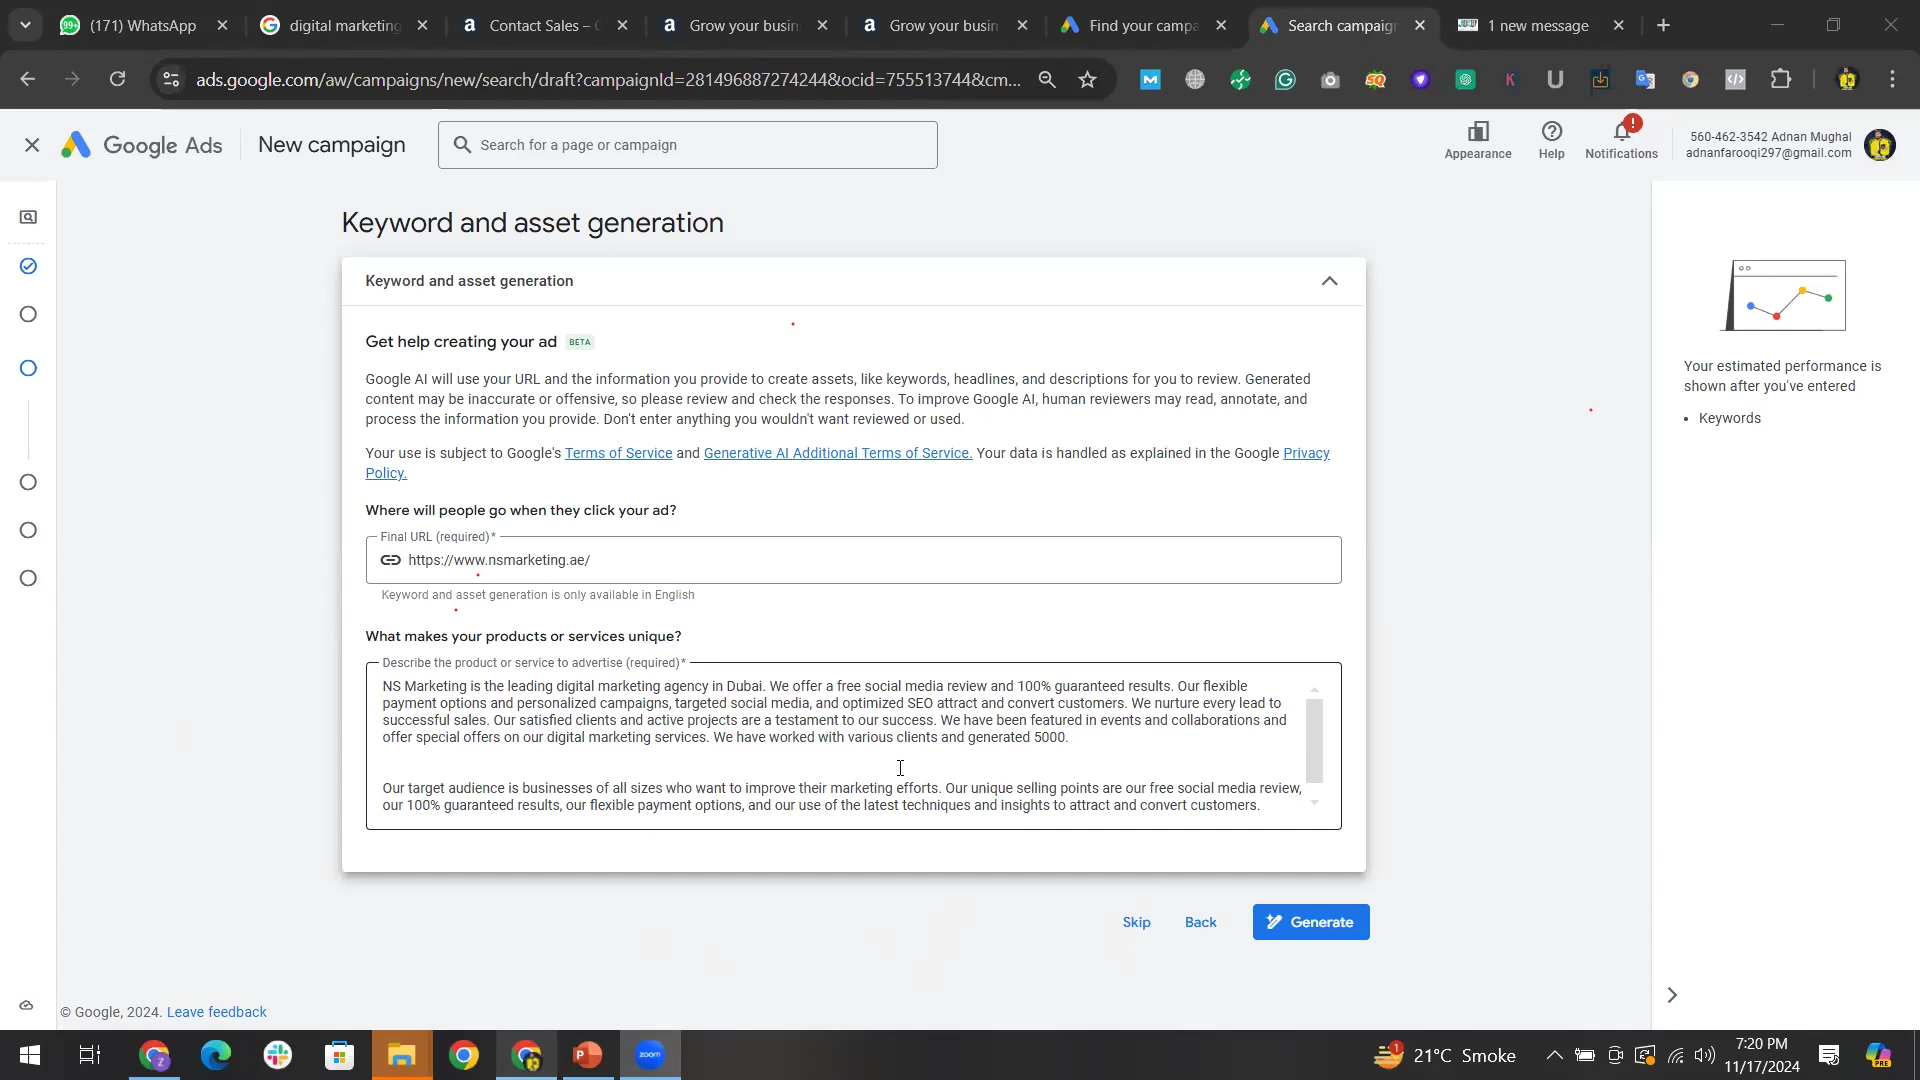 (171) WhatsApp
digital marketing
Contact Sales –
Grow your busin
Grow your busin
Find your campa
Search campaign
1 new message
ads.google.com/aw/campaigns/new/search/draft?campaignId=281496887274244&ocid=755513744&cm...
Google Ads
New campaign
Search for a page or campaign
Appearance
Help
Notifications
560-462-3542 Adnan Mughal
adnanfarooqi297@gmail.com
Keyword and asset generation
Keyword and asset generation
Get help creating your ad BETA
Google AI will use your URL and the information you provide to create assets, like keywords, headlines, and descriptions for you to review. Generated
content may be inaccurate or offensive, so please review and check the responses. To improve Google AI, human reviewers may read, annotate, and
process the information you provide. Don't enter anything you wouldn't want reviewed or used.
Your use is subject to Google's Terms of Service and Generative AI Additional Terms of Service. Your data is handled as explained in the Google Privacy
Policy.
Where will people go when they click your ad?
Final URL (required)*
https://www.nsmarketing.ae/
Keyword and asset generation is only available in English
What makes your products or services unique?
Describe the product or service to advertise (required)*
NS Marketing is the leading digital marketing agency in Dubai. We offer a free social media review and 100% guaranteed results. Our flexible
payment options and personalized campaigns, targeted social media, and optimized SEO attract and convert customers. We nurture every lead to
successful sales. Our satisfied clients and active projects are a testament to our success. We have been featured in events and collaborations and
offer special offers on our digital marketing services. We have worked with various clients and generated 5000.
Our target audience is businesses of all sizes who want to improve their marketing efforts. Our unique selling points are our free social media review,
our 100% guaranteed results, our flexible payment options, and our use of the latest techniques and insights to attract and convert customers.
Skip
Back
Generate
Your estimated performance is
shown after you've entered
• Keywords
© Google, 2024. Leave feedback
zoom
21°C Smoke
7:20 PM
11/17/2024